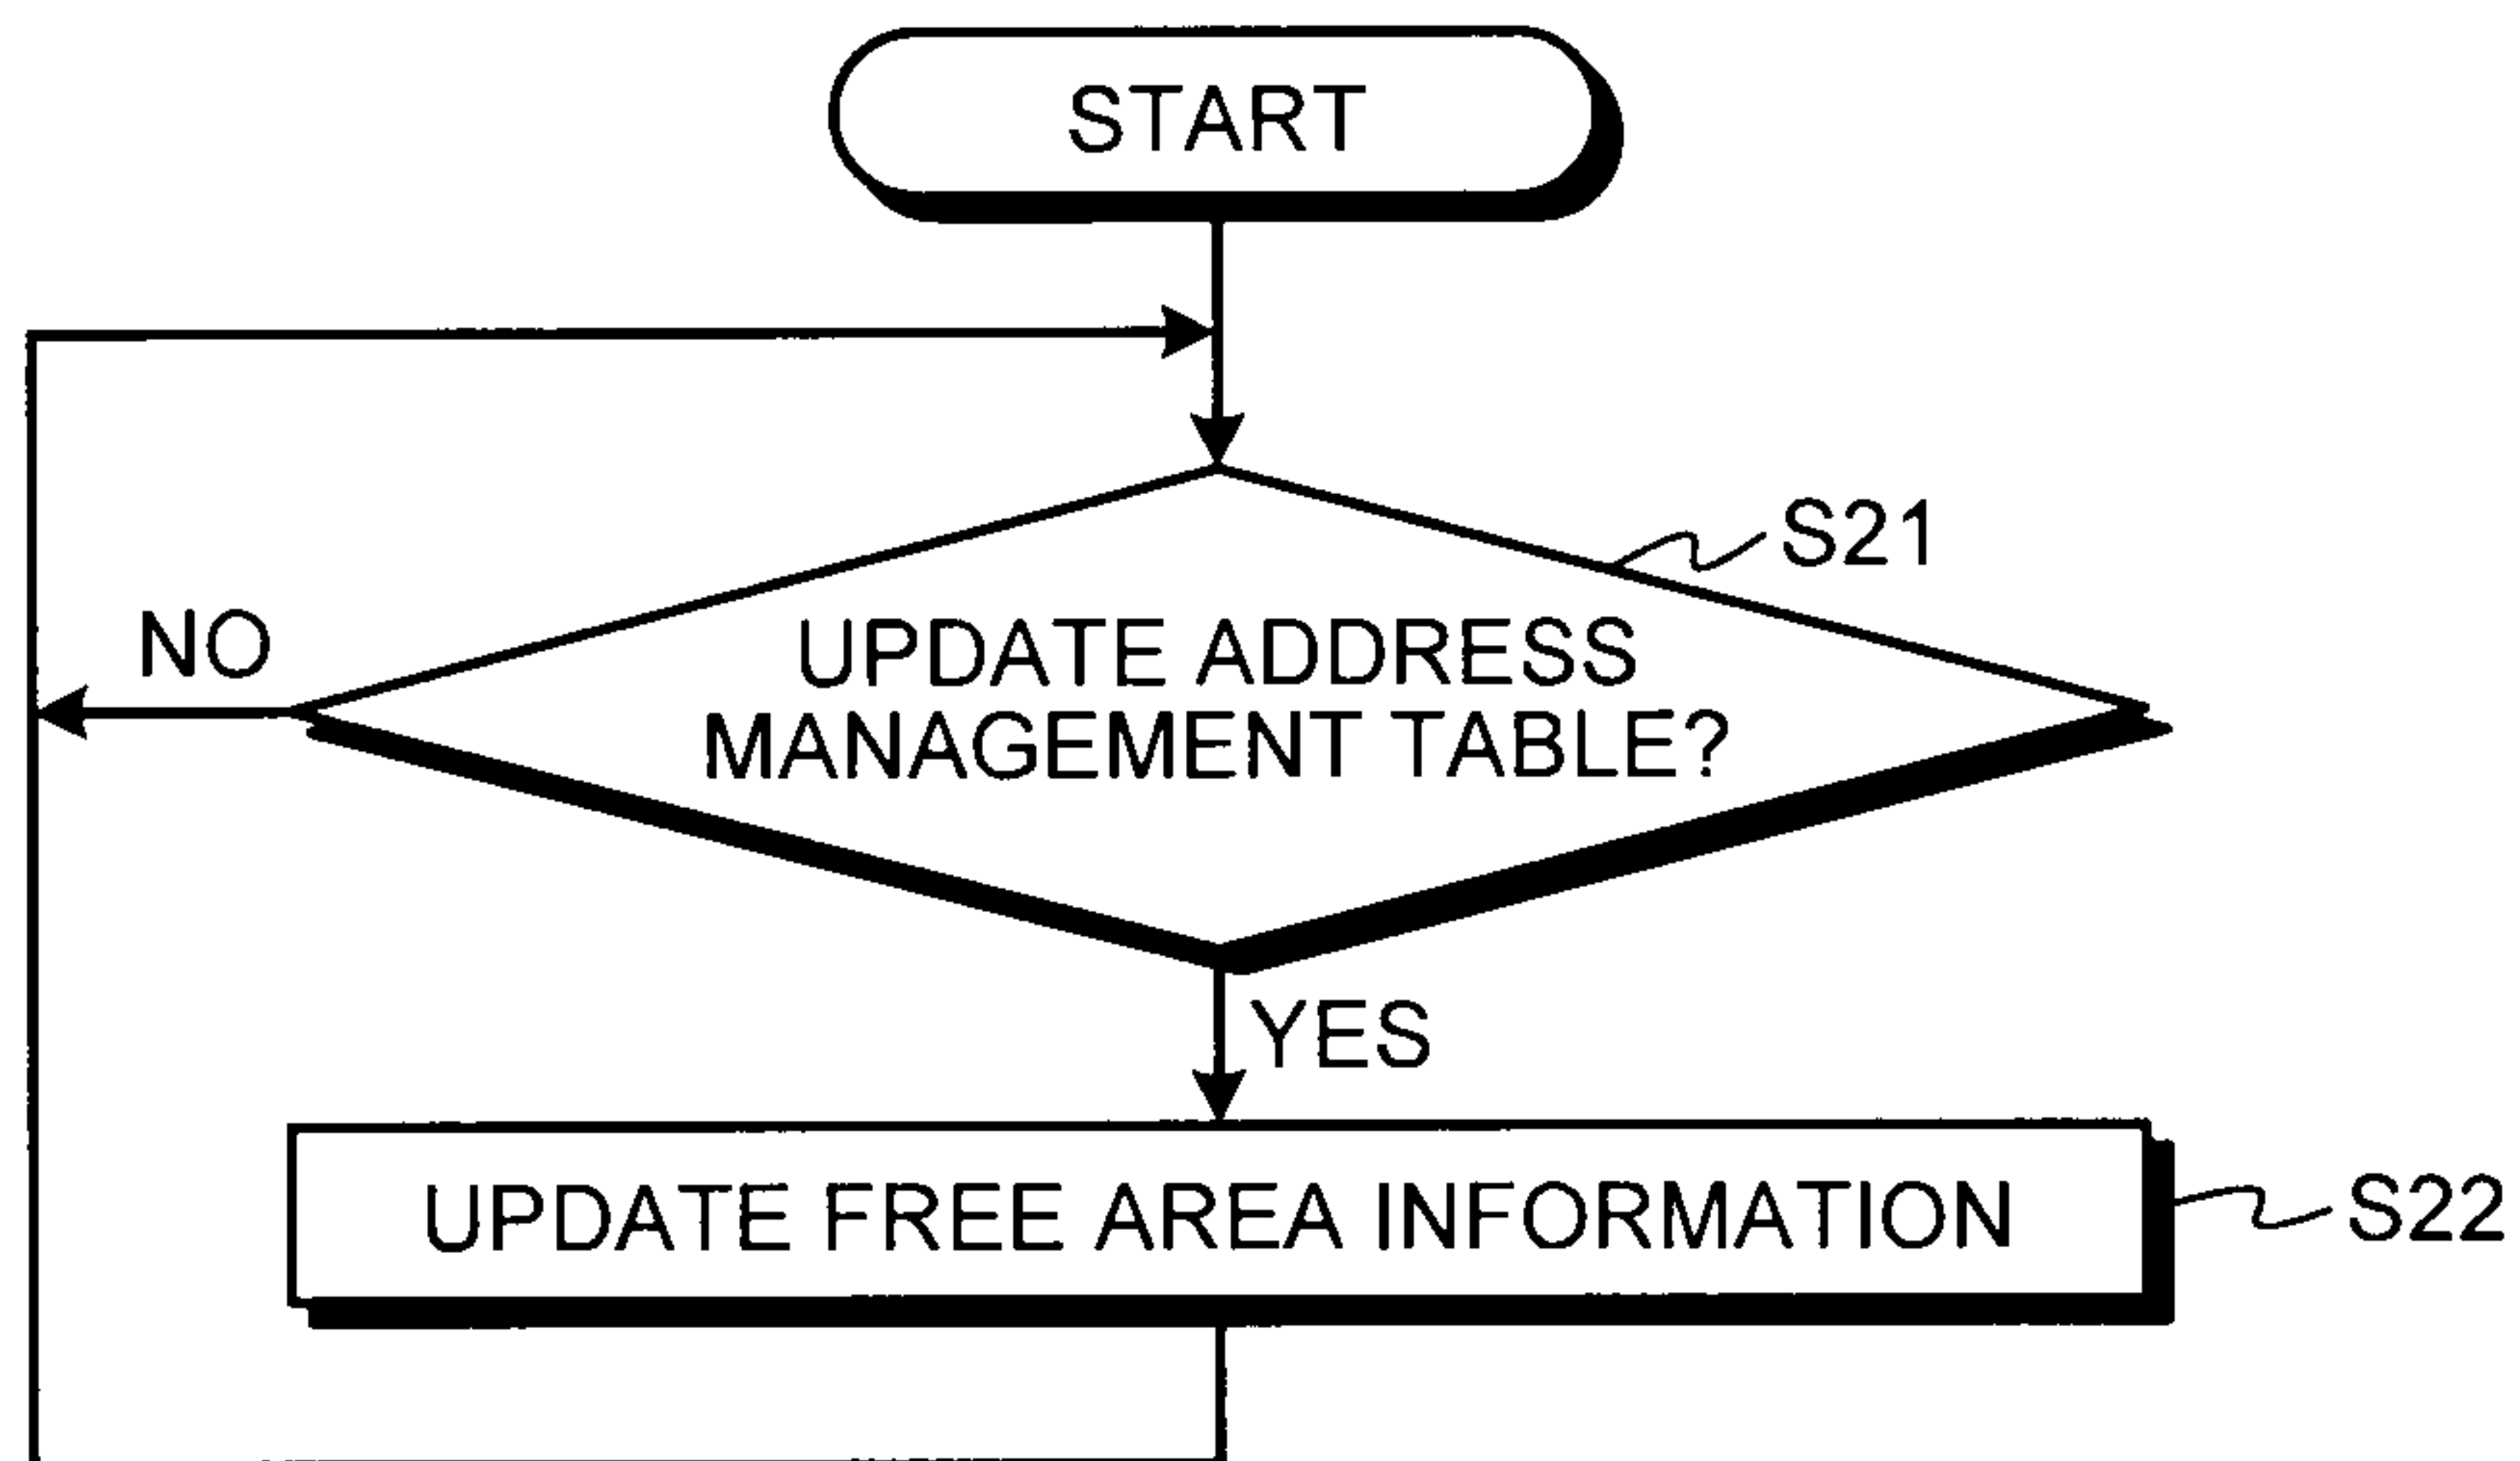 START
S21
NO
UPDATE ADDRESS
MANAGEMENT TABLE?
YES
UPDATE FREE AREA INFORMATION
S22